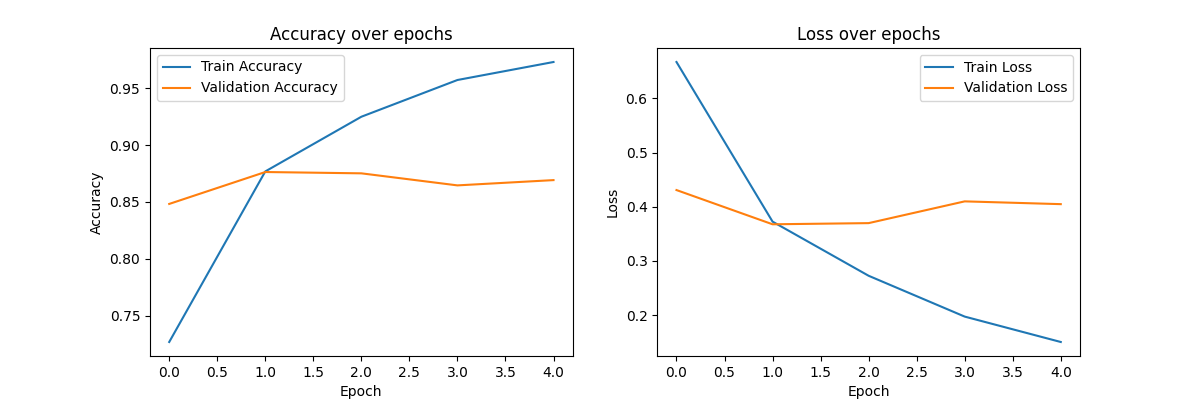 Accuracy over epochs
Train Accuracy
Validation Accuracy
0.95
0.90
0.85
0.80
0.75
Accuracy
0.0 0.5 1.0 1.5 2.0 2.5 3.0 3.5 4.0
Epoch
Loss over epochs
Train Loss
Validation Loss
0.6
0.5
0.4
0.3
0.2
Loss
0.0 0.5 1.0 1.5 2.0 2.5 3.0 3.5 4.0
Epoch